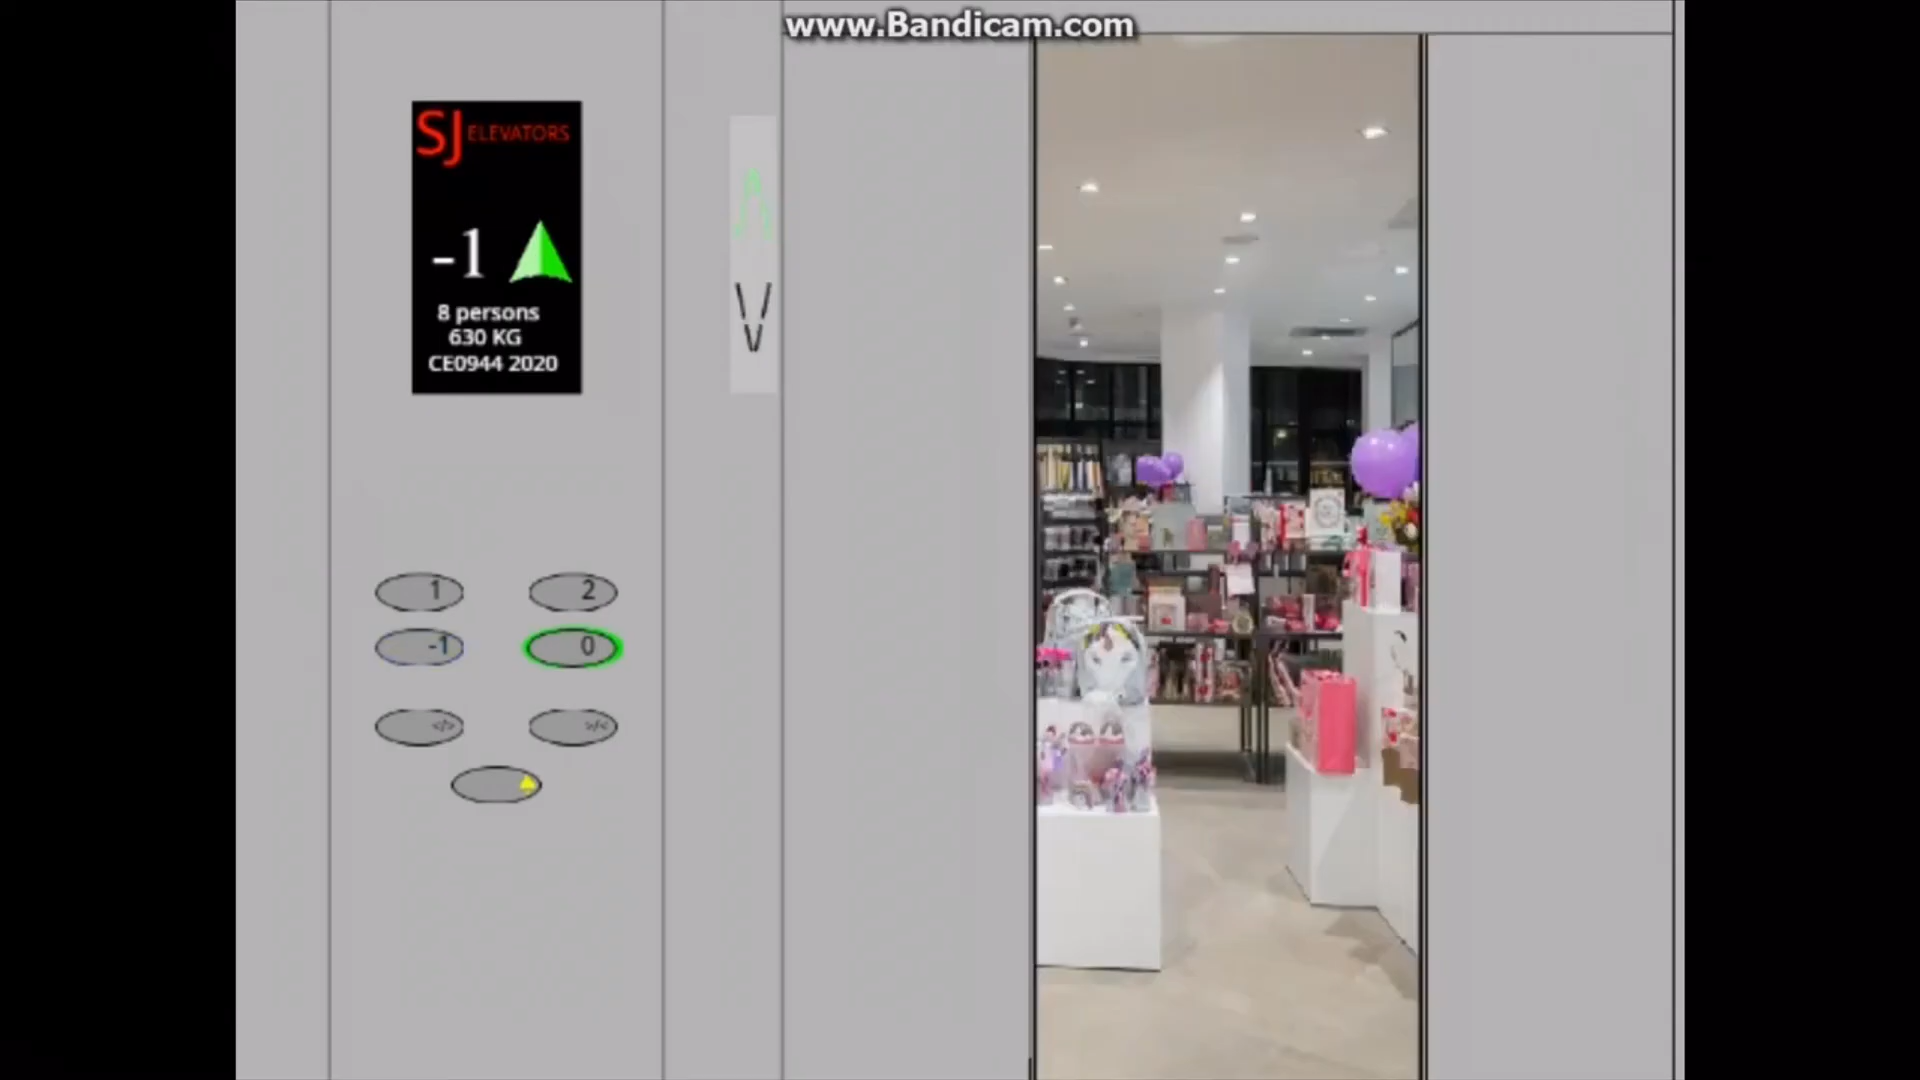 www.Bandicam.com
SJ ELEVATORS
-1
8 persons
630 KG
CE0944 2020
1 2
-1 0
</> >/<